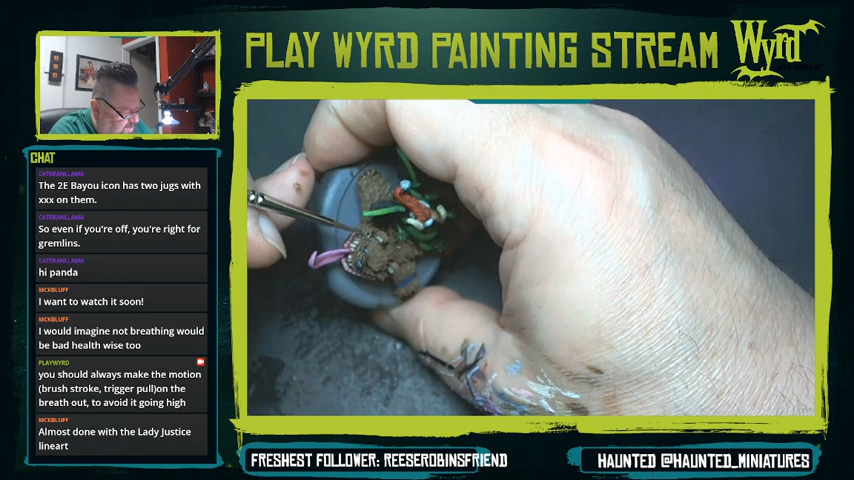 PLAY WYRD PAINTING STREAM
Wyrd
CHAT
CATERANLLAMA
The 2E Bayou icon has two jugs with
xxx on them.
CATERANLLAMA
So even if you're off, you're right for
gremlins.
CATERANLLAMA
hi panda
MCKBLUFF
I want to watch it soon!
MCKBLUFF
I would imagine not breathing would
be bad health wise too
PLAYWYRD
you should always make the motion
(brush stroke, trigger pull)on the
breath out, to avoid it going high
MCKBLUFF
Almost done with the Lady Justice
lineart
FRESHEST FOLLOWER: REESEROBINSFRIEND
HAUNTED @HAUNTED_MINIATURES